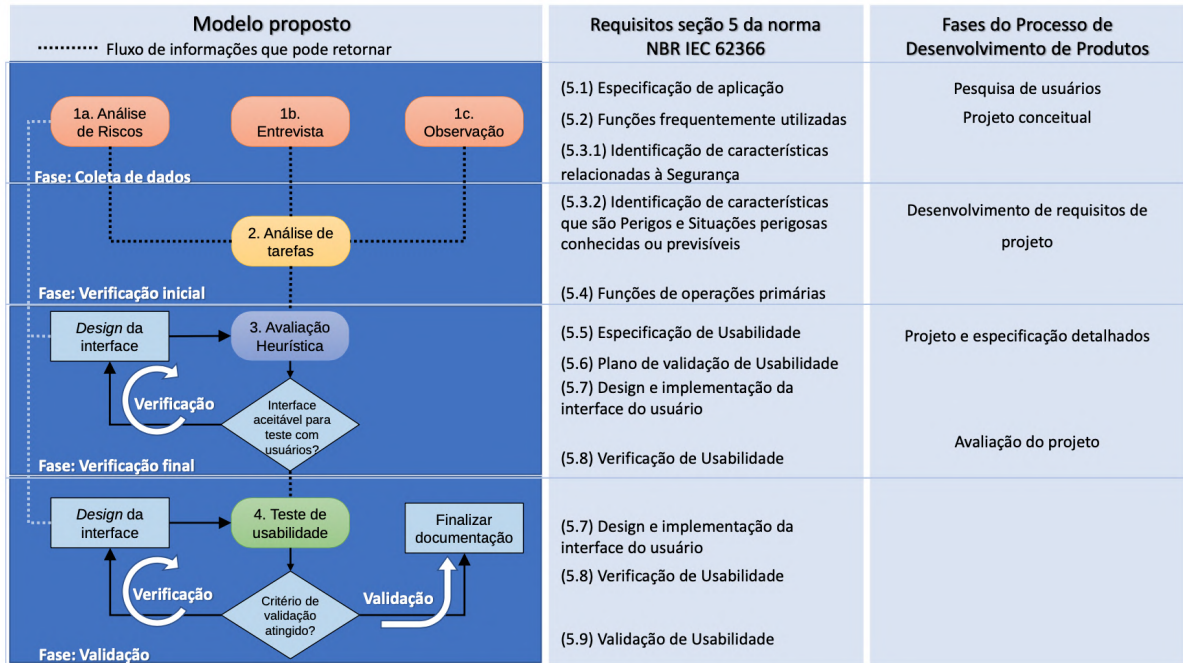 Modelo proposto
Fluxo de informações que pode retornar
Requisitos seção 5 da norma
NBR IEC 62366
Fases do Processo de
Desenvolvimento de Produtos
1a. Análise
de Riscos
1b.
Entrevista
1c.
Observação
Fase: Coleta de dados
(5.1) Especificação de aplicação
(5.2) Funções frequentemente utilizadas
(5.3.1) Identificação de características
relacionadas à Segurança
Pesquisa de usuários
Projeto conceitual
2. Análise de
tarefas
Fase: Verificação inicial
(5.3.2) Identificação de características
que são Perigos e Situações perigosas
conhecidas ou previsíveis
(5.4) Funções de operações primárias
Desenvolvimento de requisitos de
projeto
Design da
interface
3. Avaliação
Heurística
Verificação
Interface
aceitável para
teste com
usuários?
Fase: Verificação final
(5.5) Especificação de Usabilidade
(5.6) Plano de validação de Usabilidade
(5.7) Design e implementação da
interface do usuário
(5.8) Verificação de Usabilidade
Projeto e especificação detalhados
Avaliação do projeto
Design da
interface
4. Teste de
usabilidade
Finalizar
documentação
Verificação
Critério de
validação
atingido?
Validação
Fase: Validação
(5.7) Design e implementação da
interface do usuário
(5.8) Verificação de Usabilidade
(5.9) Validação de Usabilidade